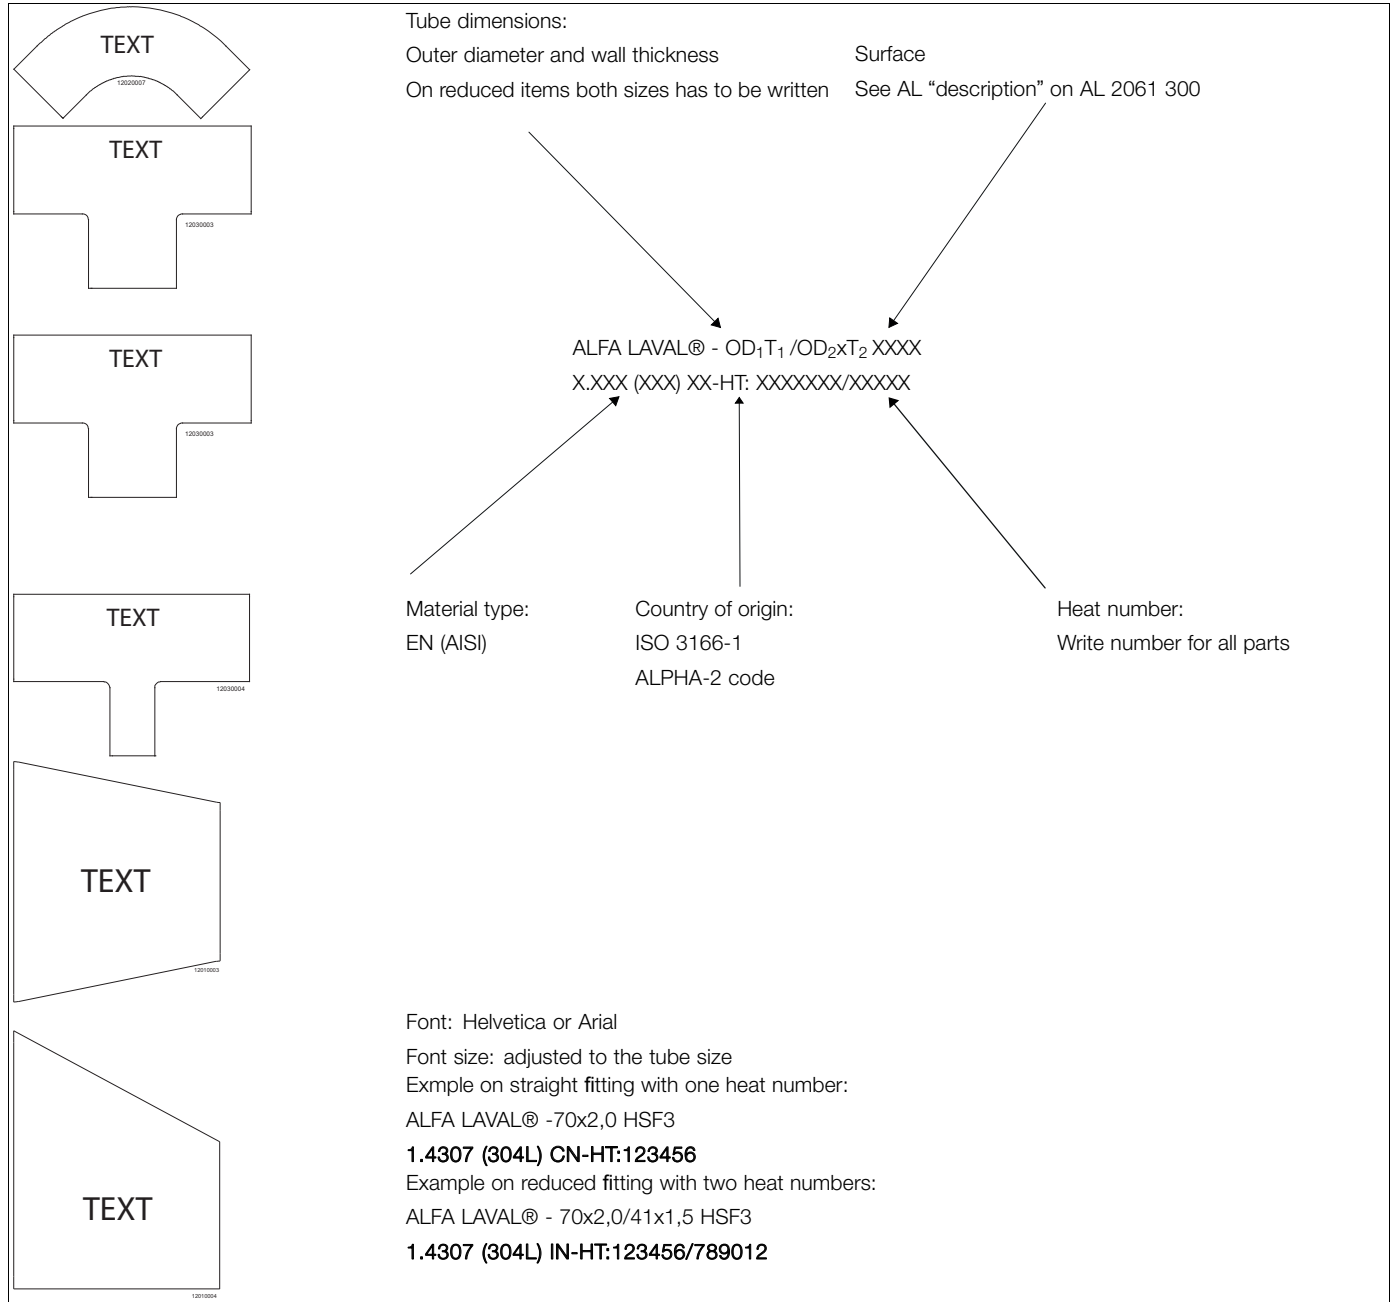 TEXT
12020007
TEXT
12030003
TEXT
12030003
TEXT
12030004
TEXT
12010003
TEXT
12010004
Tube dimensions:
Outer diameter and wall thickness
On reduced items both sizes has to be written
Surface
See AL “description” on AL 2061 300
ALFA LAVAL® - OD₁T₁ /OD₂xT₂ XXXX
X.XXX (XXX) XX-HT: XXXXXXX/XXXXX
Material type:
EN (AISI)
Country of origin:
ISO 3166-1
ALPHA-2 code
Heat number:
Write number for all parts
Font: Helvetica or Arial
Font size: adjusted to the tube size
Exmple on straight fitting with one heat number:
ALFA LAVAL® -70x2,0 HSF3
1.4307 (304L) CN-HT:123456
Example on reduced fitting with two heat numbers:
ALFA LAVAL® - 70x2,0/41x1,5 HSF3
1.4307 (304L) IN-HT:123456/789012